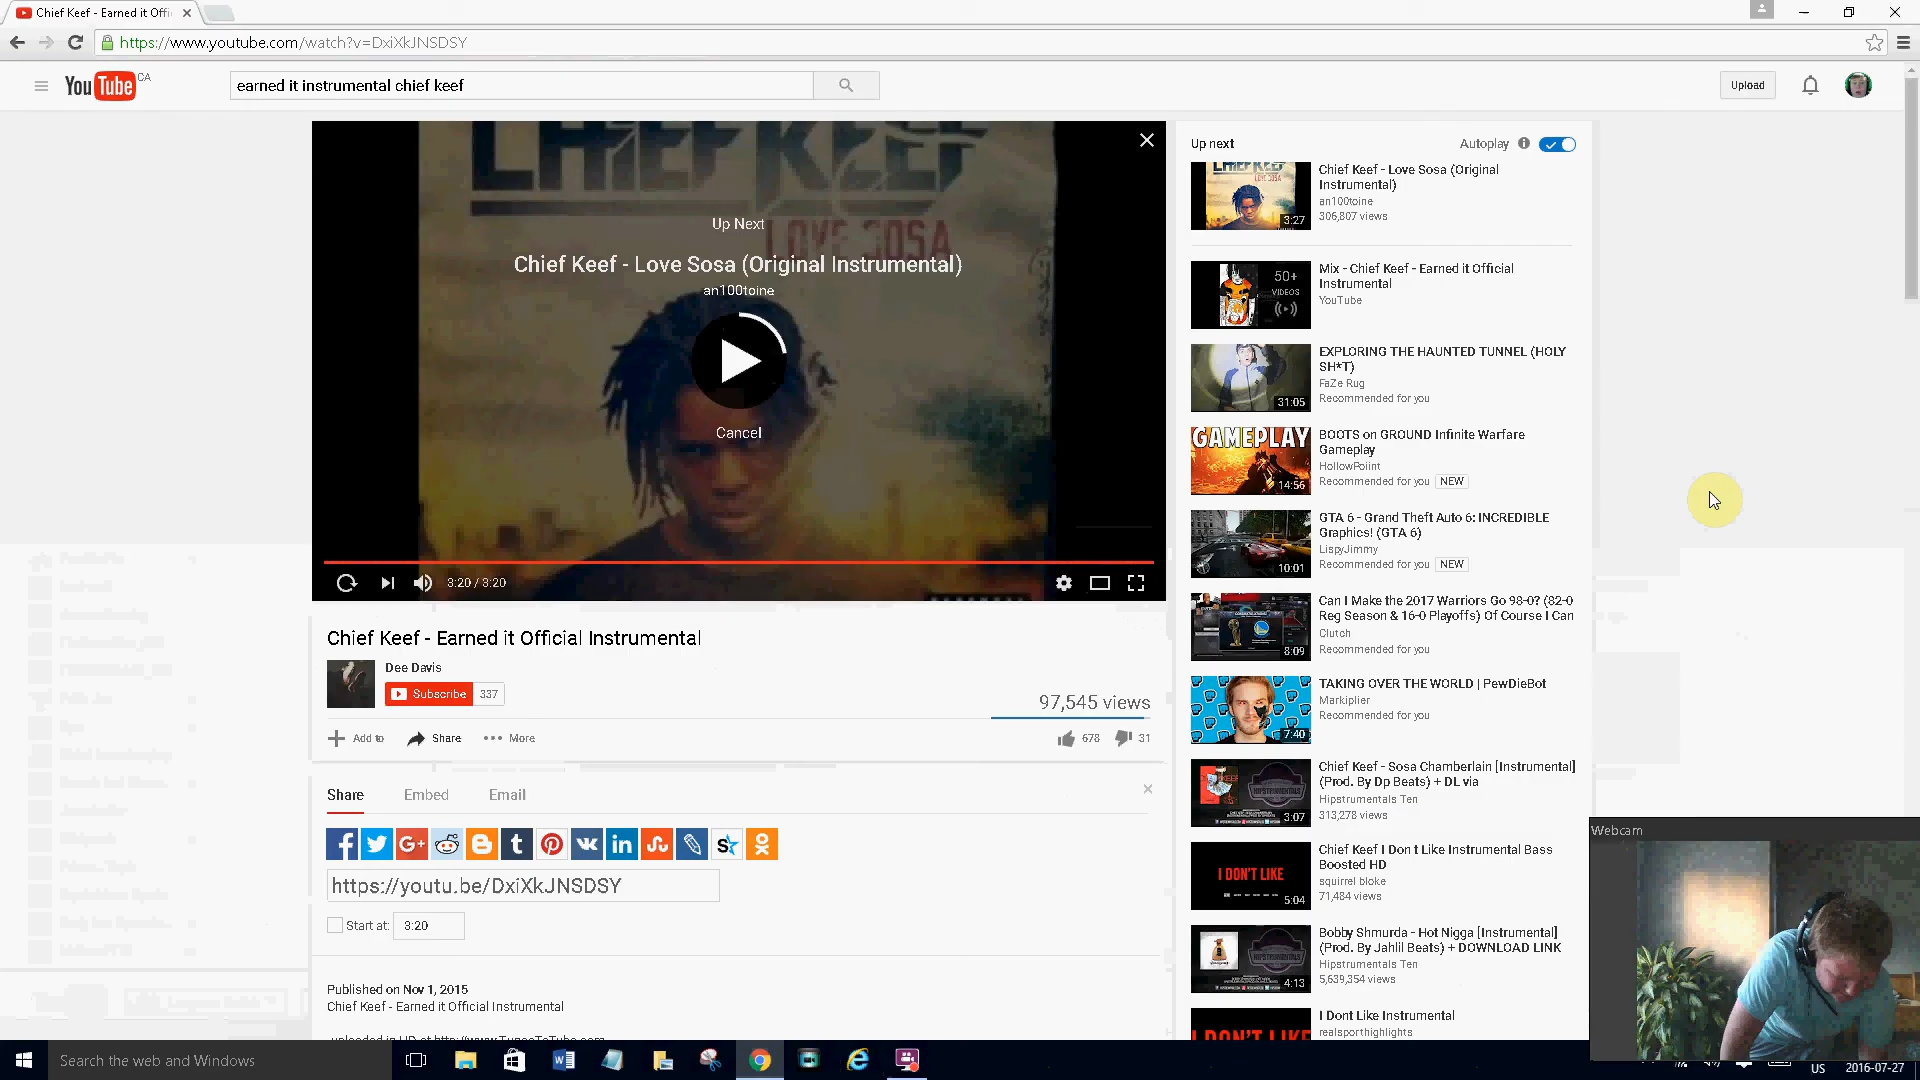 Chief Keef - Earned it Offi
https://www.youtube.com/watch?v=DxiXkJNSDSY
YouTube CA
earned it instrumental chief keef
Upload
CHIEF KEEF
LOVE SOSA
Up Next
Chief Keef - Love Sosa (Original Instrumental)
an100toine
Cancel
3:20 / 3:20
Chief Keef - Earned it Official Instrumental
Dee Davis
Subscribe 337
97,545 views
Add to Share More
678 31
Share Embed Email
https://youtu.be/DxiXkJNSDSY
Start at: 3:20
Published on Nov 1, 2015
Chief Keef - Earned it Official Instrumental
Up next Autoplay
Chief Keef - Love Sosa (Original
Instrumental)
an100toine
306,807 views
3:27
Mix - Chief Keef - Earned it Official
Instrumental
YouTube
50+
VIDEOS
EXPLORING THE HAUNTED TUNNEL (HOLY
SH*T)
FaZe Rug
Recommended for you
31:05
BOOTS on GROUND Infinite Warfare
Gameplay
HollowPoiint
Recommended for you NEW
GAMEPLAY
14:56
GTA 6 - Grand Theft Auto 6: INCREDIBLE
Graphics! (GTA 6)
LispyJimmy
Recommended for you NEW
10:01
Can I Make the 2017 Warriors Go 98-0? (82-0
Reg Season & 16-0 Playoffs) Of Course I Can
Clutch
Recommended for you
8:09
TAKING OVER THE WORLD | PewDieBot
Markiplier
Recommended for you
7:40
Chief Keef - Sosa Chamberlain [Instrumental]
(Prod. By Dp Beats) + DL via
Hipstrumentals Ten
313,278 views
3:07
Chief Keef I Don t Like Instrumental Bass
Boosted HD
squirrel bloke
71,484 views
I DON'T LIKE
5:04
Bobby Shmurda - Hot Nigga [Instrumental]
(Prod. By Jahlil Beats) + DOWNLOAD LINK
Hipstrumentals Ten
5,639,354 views
4:13
I Dont Like Instrumental
realsporthighlights
I DON'T LIKE
Webcam
Search the web and Windows
US 2016-07-27